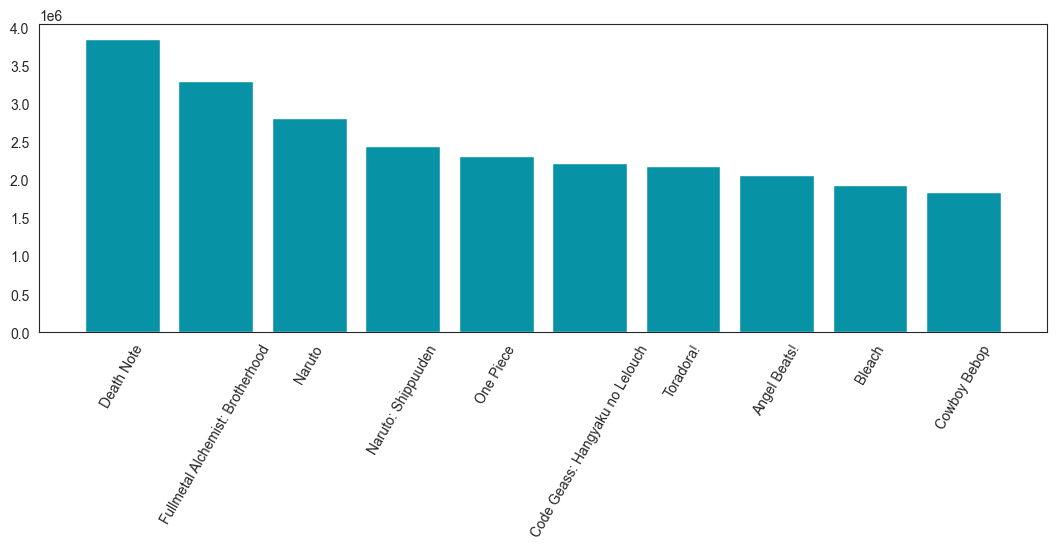 1e6
4.0
3.5
3.0
2.5
2.0
1.5
1.0
0.5
0.0
Death Note
Fullmetal Alchemist: Brotherhood
Naruto
Naruto: Shippuuden
One Piece
Code Geass: Hangyaku no Lelouch
Toradora!
Angel Beats!
Bleach
Cowboy Bebop